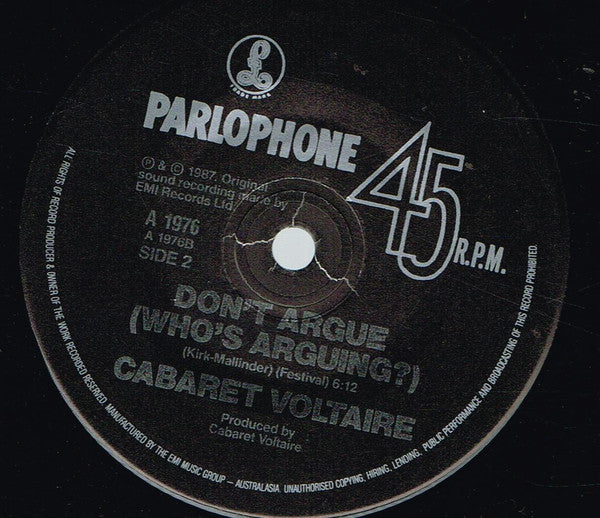 £
TRADE MARK
PARLOPHONE
45
R.P.M.
℗ & © 1987. Original
sound recording made by
EMI Records Ltd.
A 1976
A 1976B
SIDE 2
DON'T ARGUE
(WHO'S ARGUING?)
(Kirk-Mallinder) (Festival) 6:12
CABARET VOLTAIRE
Produced by
Cabaret Voltaire.
ALL RIGHTS OF RECORD PRODUCER & OWNER OF THE WORK RECORDED RESERVED. MANUFACTURED BY THE EMI MUSIC GROUP – AUSTRALASIA. UNAUTHORISED COPYING, HIRING, LENDING, PUBLIC PERFORMANCE AND BROADCASTING OF THIS RECORD PROHIBITED.